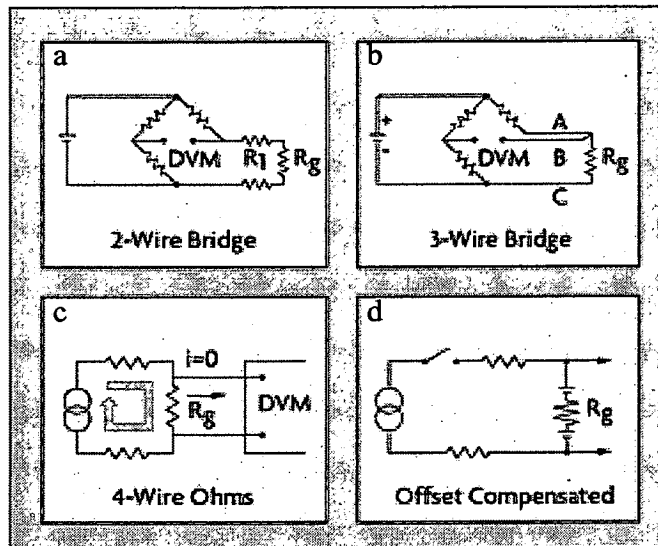 a
DVM R1 Rg
2-Wire Bridge
b
+
-
A
DVM B Rg
C
3-Wire Bridge
c
i=0
Rg DVM
4-Wire Ohms
d
Rg
Offset Compensated